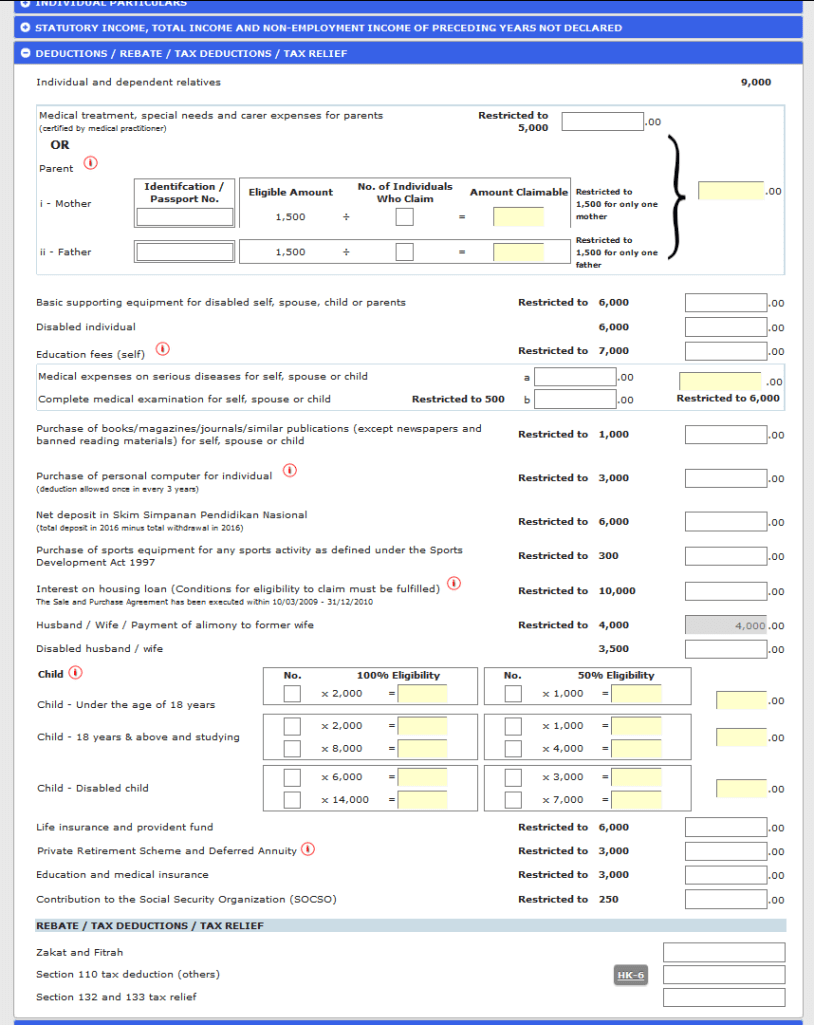 INDIVIDUAL PARTICULARS
STATUTORY INCOME, TOTAL INCOME AND NON-EMPLOYMENT INCOME OF PRECEDING YEARS NOT DECLARED
DEDUCTIONS / REBATE / TAX DEDUCTIONS / TAX RELIEF
Individual and dependent relatives 9,000
Medical treatment, special needs and carer expenses for parents Restricted to .00
(certified by medical practitioner) 5,000
OR
Parent
Identifcation / Eligible Amount No. of Individuals Amount Claimable Restricted to .00
i - Mother Passport No. Who Claim 1,500 for only one
1,500 ÷ = mother
Restricted to
ii - Father 1,500 ÷ = 1,500 for only one
father
Basic supporting equipment for disabled self, spouse, child or parents Restricted to 6,000 .00
Disabled individual 6,000 .00
Education fees (self) Restricted to 7,000 .00
Medical expenses on serious diseases for self, spouse or child a .00 .00
Complete medical examination for self, spouse or child Restricted to 500 b .00 Restricted to 6,000
Purchase of books/magazines/journals/similar publications (except newspapers and
banned reading materials) for self, spouse or child Restricted to 1,000 .00
Purchase of personal computer for individual Restricted to 3,000 .00
(deduction allowed once in every 3 years)
Net deposit in Skim Simpanan Pendidikan Nasional Restricted to 6,000 .00
(total deposit in 2016 minus total withdrawal in 2016)
Purchase of sports equipment for any sports activity as defined under the Sports Restricted to 300 .00
Development Act 1997
Interest on housing loan (Conditions for eligibility to claim must be fulfilled) Restricted to 10,000 .00
The Sale and Purchase Agreement has been executed within 10/03/2009 - 31/12/2010
Husband / Wife / Payment of alimony to former wife Restricted to 4,000 4,000 .00
Disabled husband / wife 3,500 .00
Child No. 100% Eligibility No. 50% Eligibility
x 2,000 = x 1,000 =
Child - Under the age of 18 years .00
x 2,000 = x 1,000 =
Child - 18 years & above and studying .00
x 8,000 = x 4,000 =
x 6,000 = x 3,000 =
Child - Disabled child .00
x 14,000 = x 7,000 =
Life insurance and provident fund Restricted to 6,000 .00
Private Retirement Scheme and Deferred Annuity Restricted to 3,000 .00
Education and medical insurance Restricted to 3,000 .00
Contribution to the Social Security Organization (SOCSO) Restricted to 250 .00
REBATE / TAX DEDUCTIONS / TAX RELIEF
Zakat and Fitrah
Section 110 tax deduction (others) HK-6
Section 132 and 133 tax relief